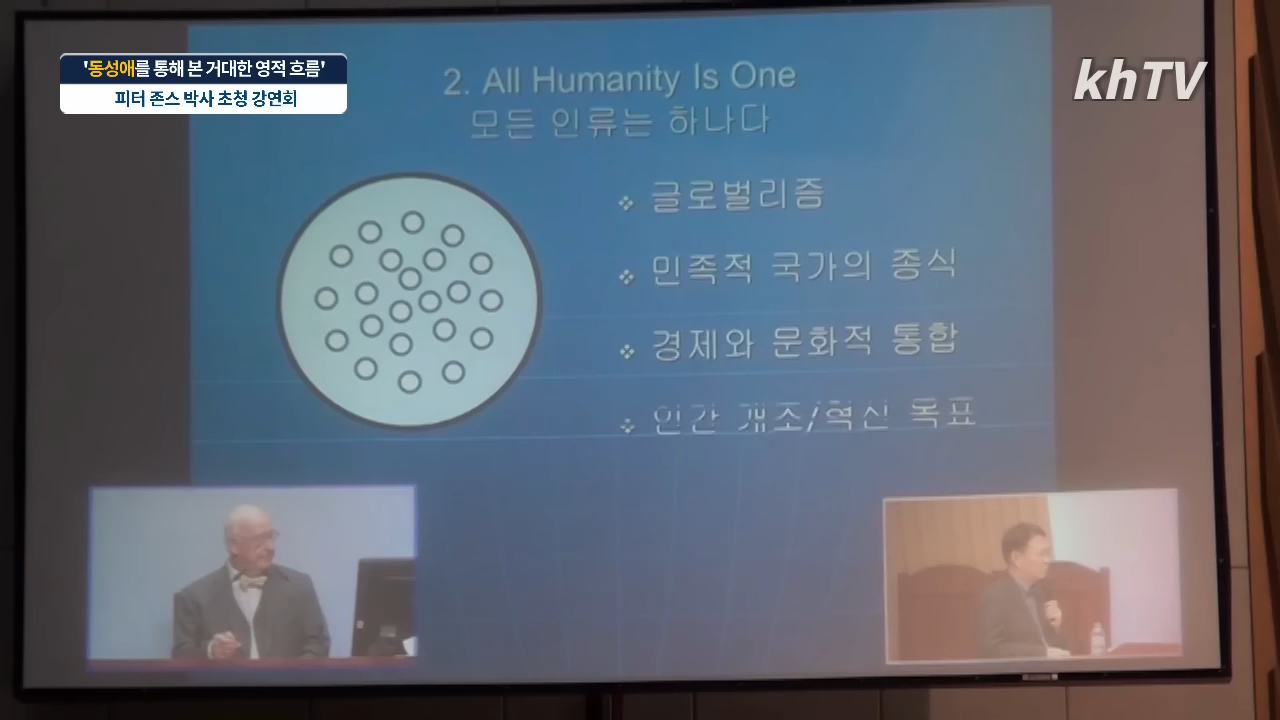 '동성애를 통해 본 거대한 영적 흐름'
피터 존스 박사 초청 강연회
khTV
2. All Humanity Is One
모든 인류는 하나다
글로벌리즘
민족적 국가의 종식
경제와 문화적 통합
인간 개조/혁신 목표